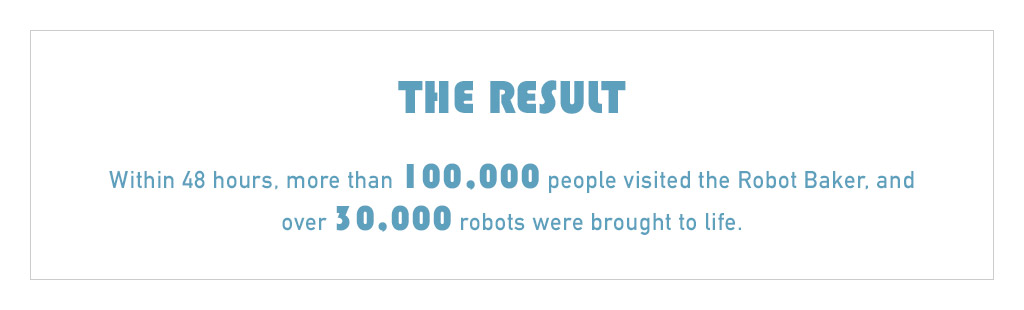 THE RESULT
Within 48 hours, more than 100,000 people visited the Robot Baker, and
over 30,000 robots were brought to life.